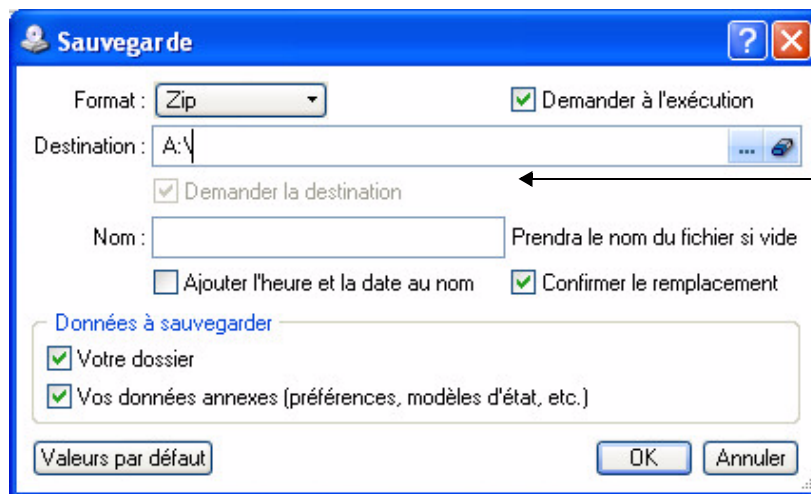 Sauvegarde
Format : Zip Demander à l'exécution
Destination : A:\ ...
Demander la destination
Nom : Prendra le nom du fichier si vide
Ajouter l'heure et la date au nom Confirmer le remplacement
Données à sauvegarder
Votre dossier
Vos données annexes (préférences, modèles d'état, etc.)
Valeurs par défaut OK Annuler